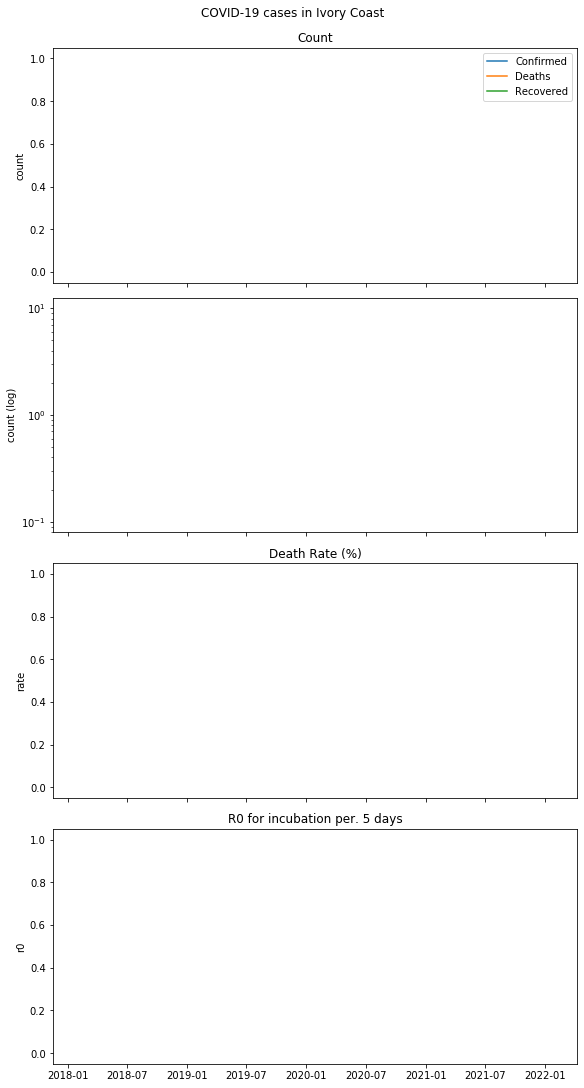 COVID-19 cases in Ivory Coast
Count
Confirmed
Deaths
Recovered
1.0
0.8
0.6
0.4
0.2
0.0
count
10¹
10⁰
10⁻¹
count (log)
Death Rate (%)
1.0
0.8
0.6
0.4
0.2
0.0
rate
R0 for incubation per. 5 days
1.0
0.8
0.6
0.4
0.2
0.0
r0
2018-01 2018-07 2019-01 2019-07 2020-01 2020-07 2021-01 2021-07 2022-01